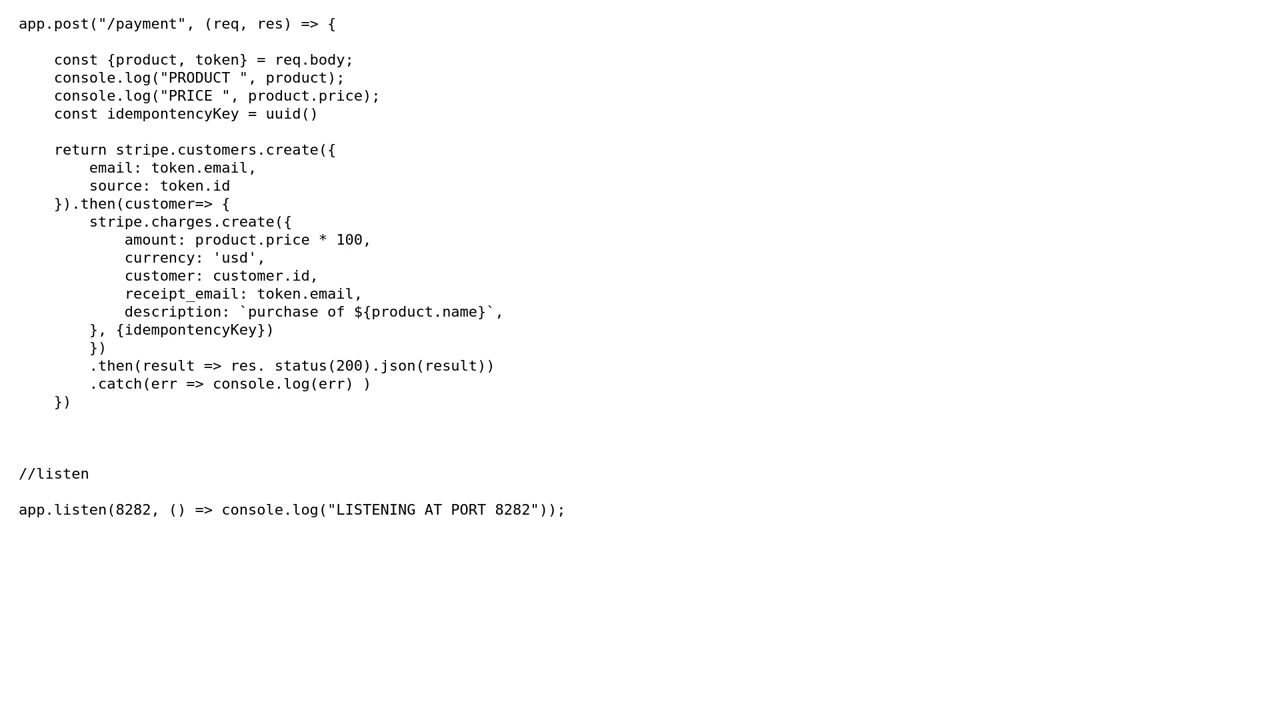 app.post("/payment", (req, res) => {
const {product, token} = req.body;
console.log("PRODUCT ", product);
console.log("PRICE ", product.price);
const idempontencyKey = uuid()
return stripe.customers.create({
email: token.email,
source: token.id
}).then(customer=> {
stripe.charges.create({
amount: product.price * 100,
currency: 'usd',
customer: customer.id,
receipt_email: token.email,
description: `purchase of ${product.name}`,
}, {idempontencyKey})
})
.then(result => res. status(200).json(result))
.catch(err => console.log(err) )
})
//listen
app.listen(8282, () => console.log("LISTENING AT PORT 8282"));